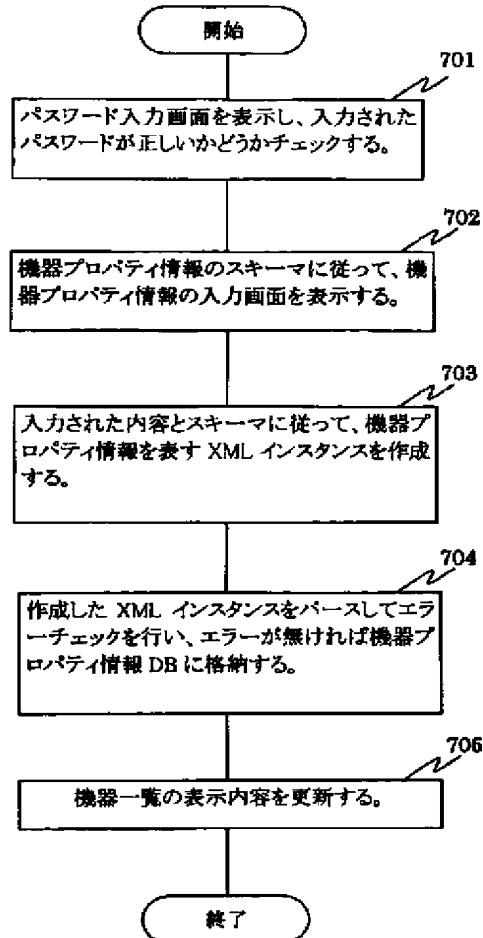 開始
701
パスワード入力画面を表示し、入力された
パスワードが正しいかどうかチェックする。
702
機器プロパティ情報のスキーマに従って、機
器プロパティ情報の入力画面を表示する。
703
入力された内容とスキーマに従って、機器プ
ロパティ情報を表す XML インスタンスを作成
する。
704
作成した XML インスタンスをパースしてエラ
ーチェックを行い、エラーが無ければ機器プ
ロパティ情報 DB に格納する。
705
機器一覧の表示内容を更新する。
終了